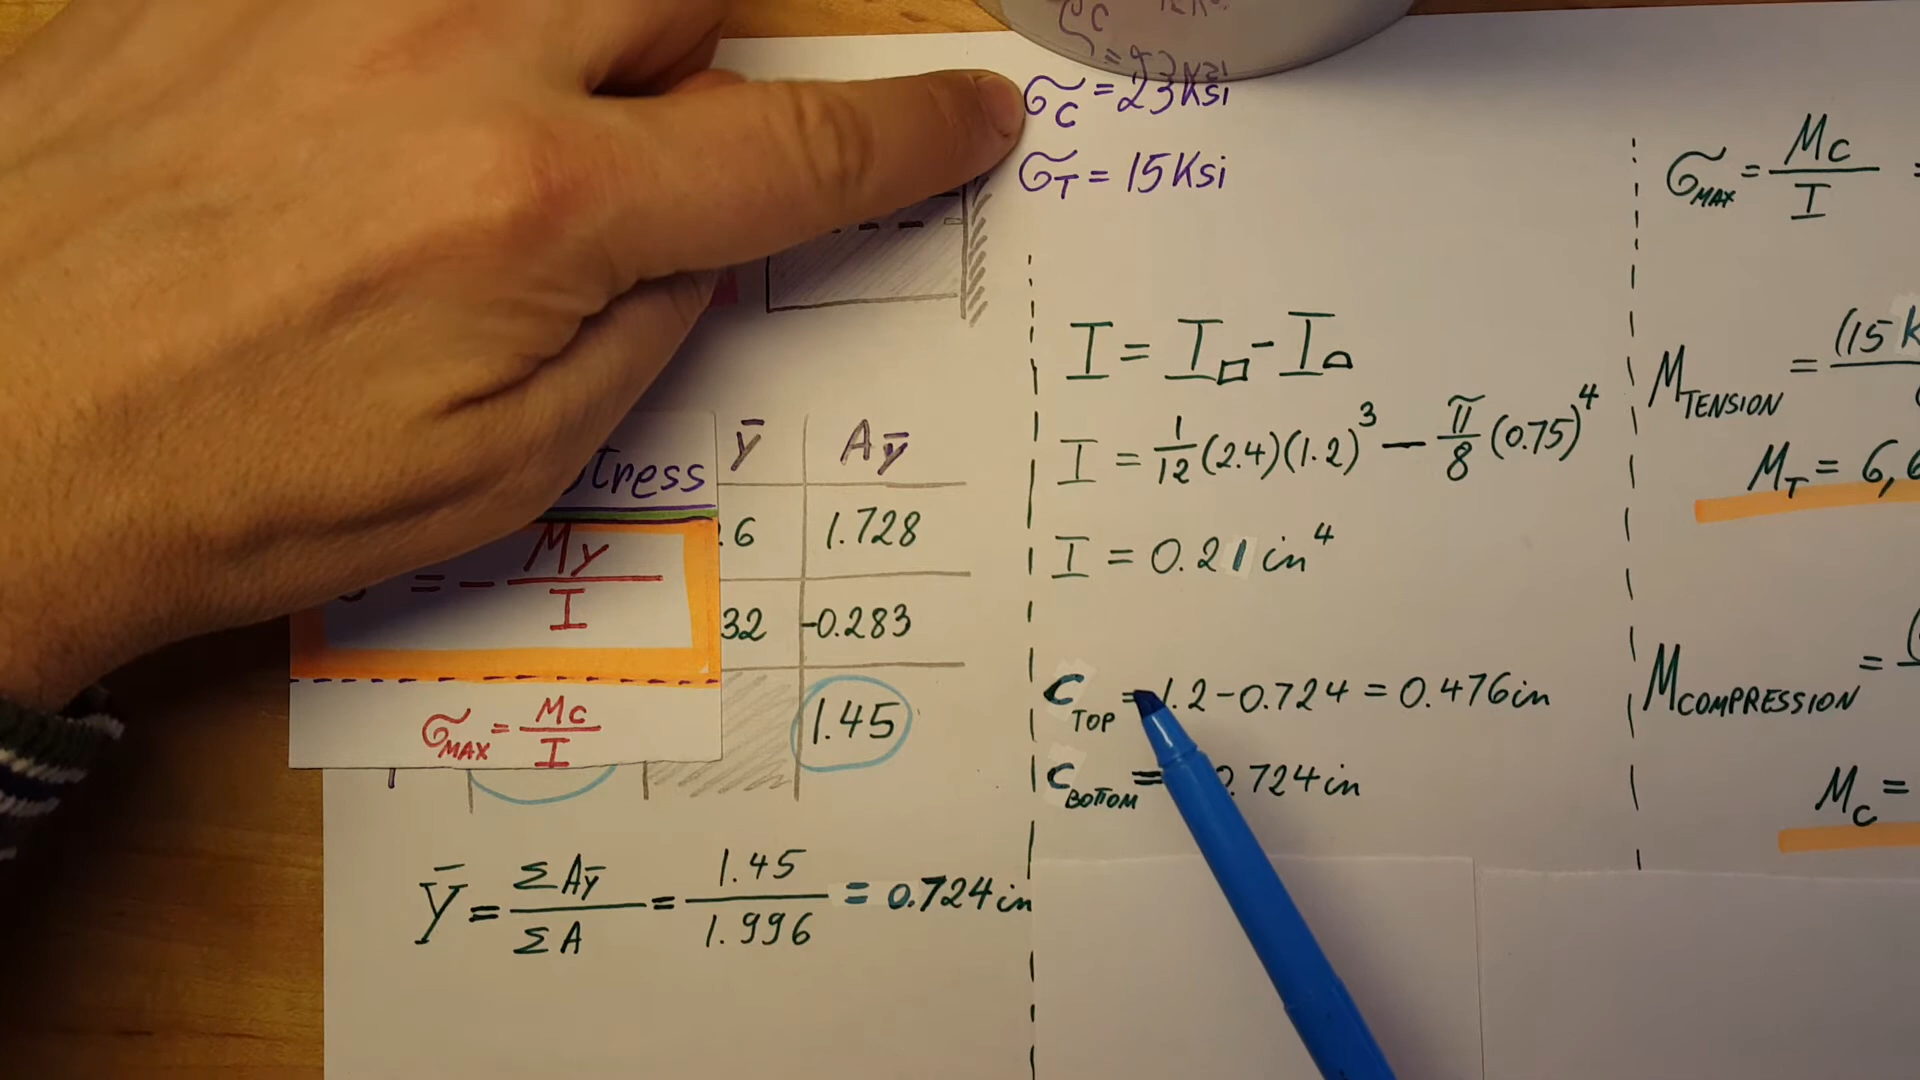 σC = 23 Ksi
σT = 15 Ksi
ȳ Aȳ
.6 1.728
32 -0.283
1.45
tress
= - My/I
σMAX = Mc/I
Ȳ = ΣAȳ/ΣA = 1.45/1.996 = 0.724 in
I = I▭ - I⌓
I = 1/12 (2.4)(1.2)³ - π/8 (0.75)⁴
I = 0.21 in⁴
CTOP = 1.2 - 0.724 = 0.476 in
CBOTTOM = 0.724 in
σMAX = Mc/I =
MTENSION = (15 K
MT = 6,6
MCOMPRESSION =
MC =